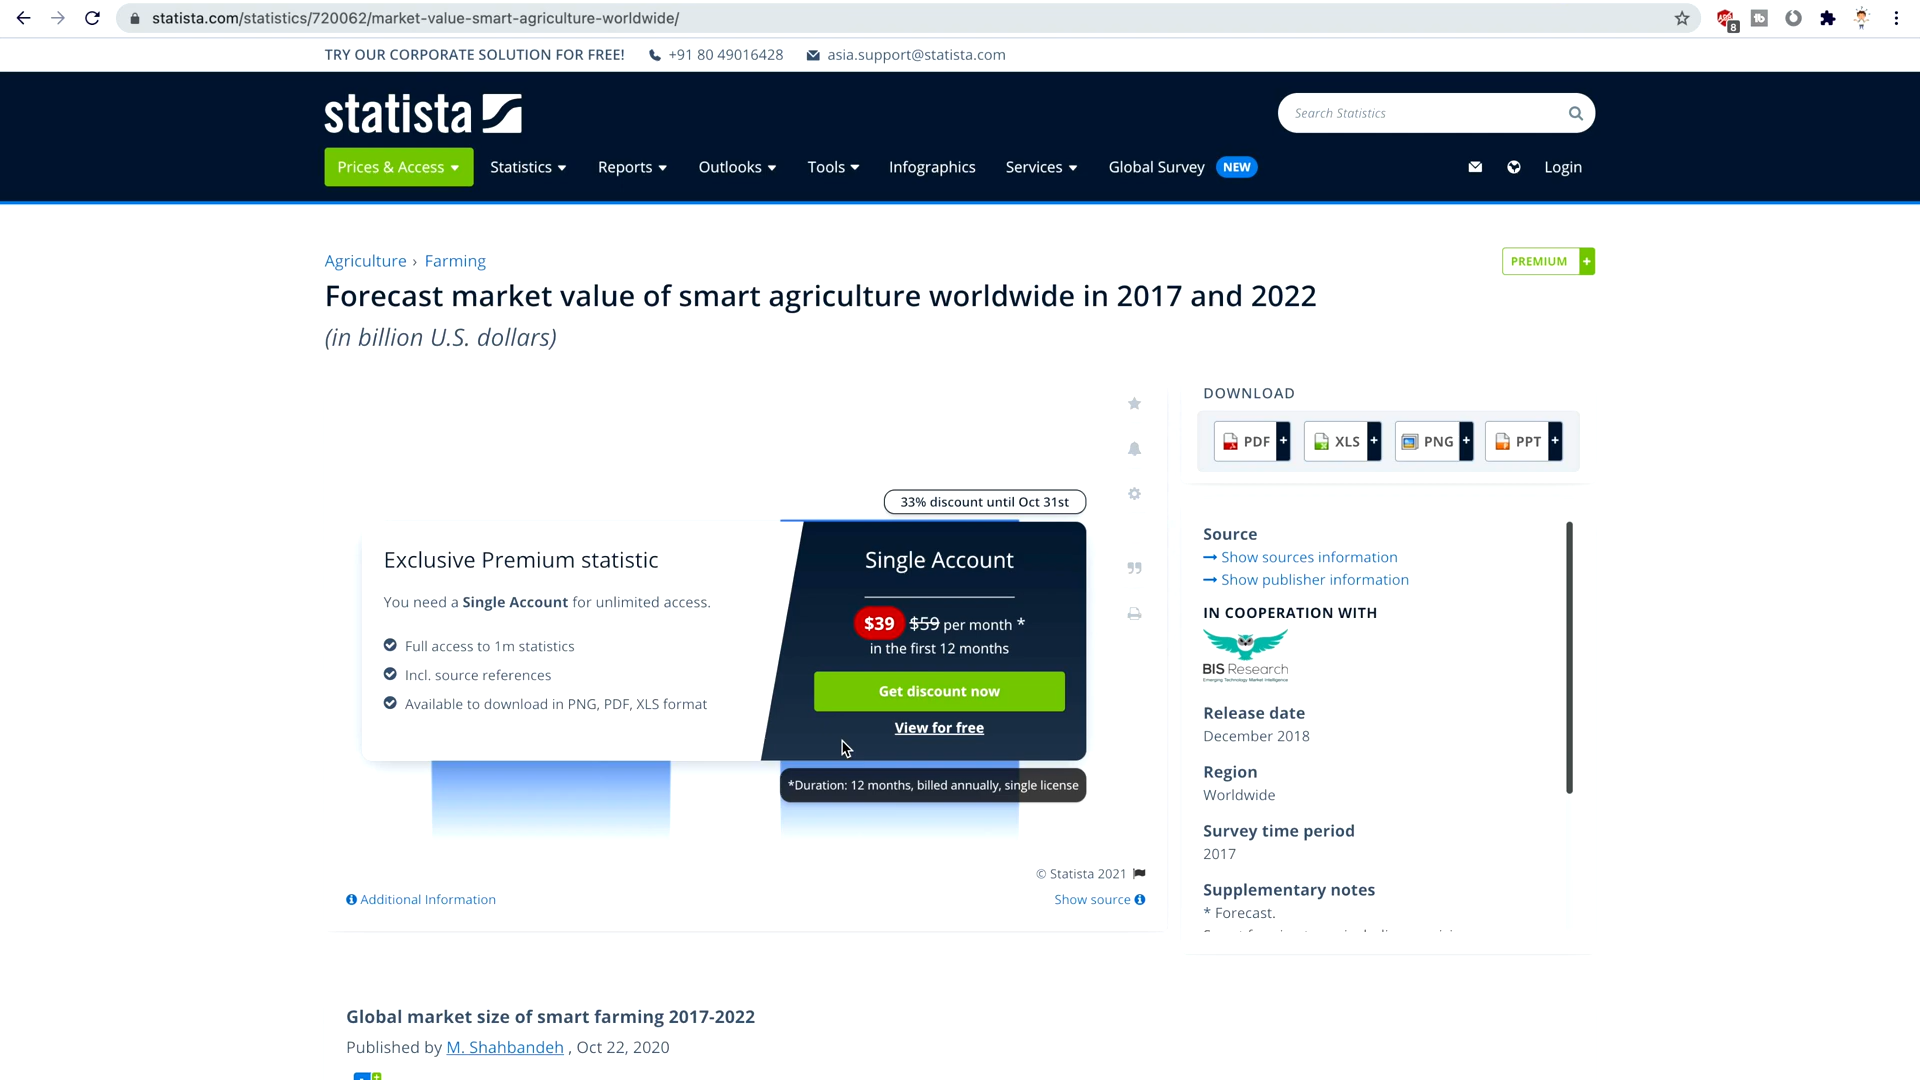 statista.com/statistics/720062/market-value-smart-agriculture-worldwide/
8
TRY OUR CORPORATE SOLUTION FOR FREE! +91 80 49016428 asia.support@statista.com
statista
Search Statistics
Prices & Access Statistics Reports Outlooks Tools Infographics Services Global Survey NEW Login
Agriculture › Farming
PREMIUM +
Forecast market value of smart agriculture worldwide in 2017 and 2022
(in billion U.S. dollars)
DOWNLOAD
PDF + XLS + PNG + PPT +
33% discount until Oct 31st
Exclusive Premium statistic
You need a Single Account for unlimited access.
Full access to 1m statistics
Incl. source references
Available to download in PNG, PDF, XLS format
Single Account
$39 $59 per month *
in the first 12 months
Get discount now
View for free
*Duration: 12 months, billed annually, single license
© Statista 2021
Additional Information
Show source
Source
→ Show sources information
→ Show publisher information
IN COOPERATION WITH
BIS Research
Emerging Technology Market Intelligence
Release date
December 2018
Region
Worldwide
Survey time period
2017
Supplementary notes
* Forecast.
Global market size of smart farming 2017-2022
Published by M. Shahbandeh , Oct 22, 2020